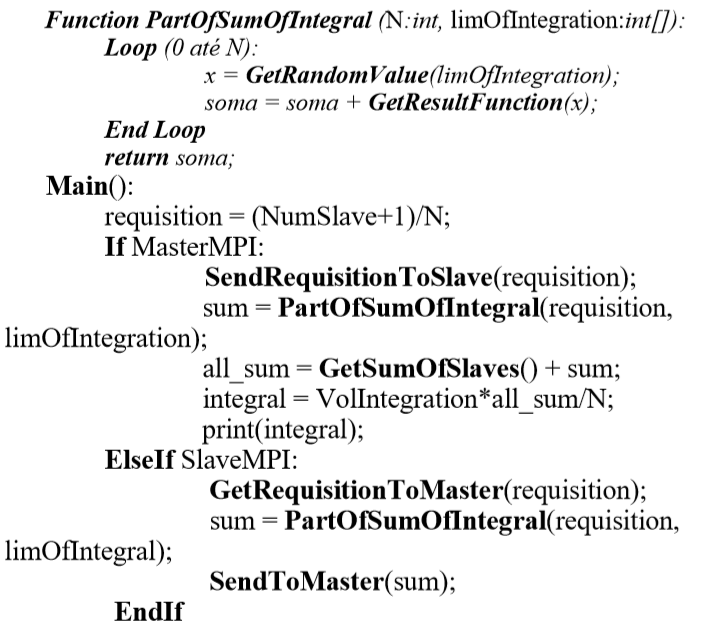 Function PartOfSumOfIntegral (N:int, limOfIntegration:int[]):
Loop (0 até N):
x = GetRandomValue(limOfIntegration);
soma = soma + GetResultFunction(x);
End Loop
return soma;
Main():
requisition = (NumSlave+1)/N;
If MasterMPI:
SendRequisitionToSlave(requisition);
sum = PartOfSumOfIntegral(requisition,
limOfIntegration);
all_sum = GetSumOfSlaves() + sum;
integral = VolIntegration*all_sum/N;
print(integral);
ElseIf SlaveMPI:
GetRequisitionToMaster(requisition);
sum = PartOfSumOfIntegral(requisition,
limOfIntegral);
SendToMaster(sum);
EndIf